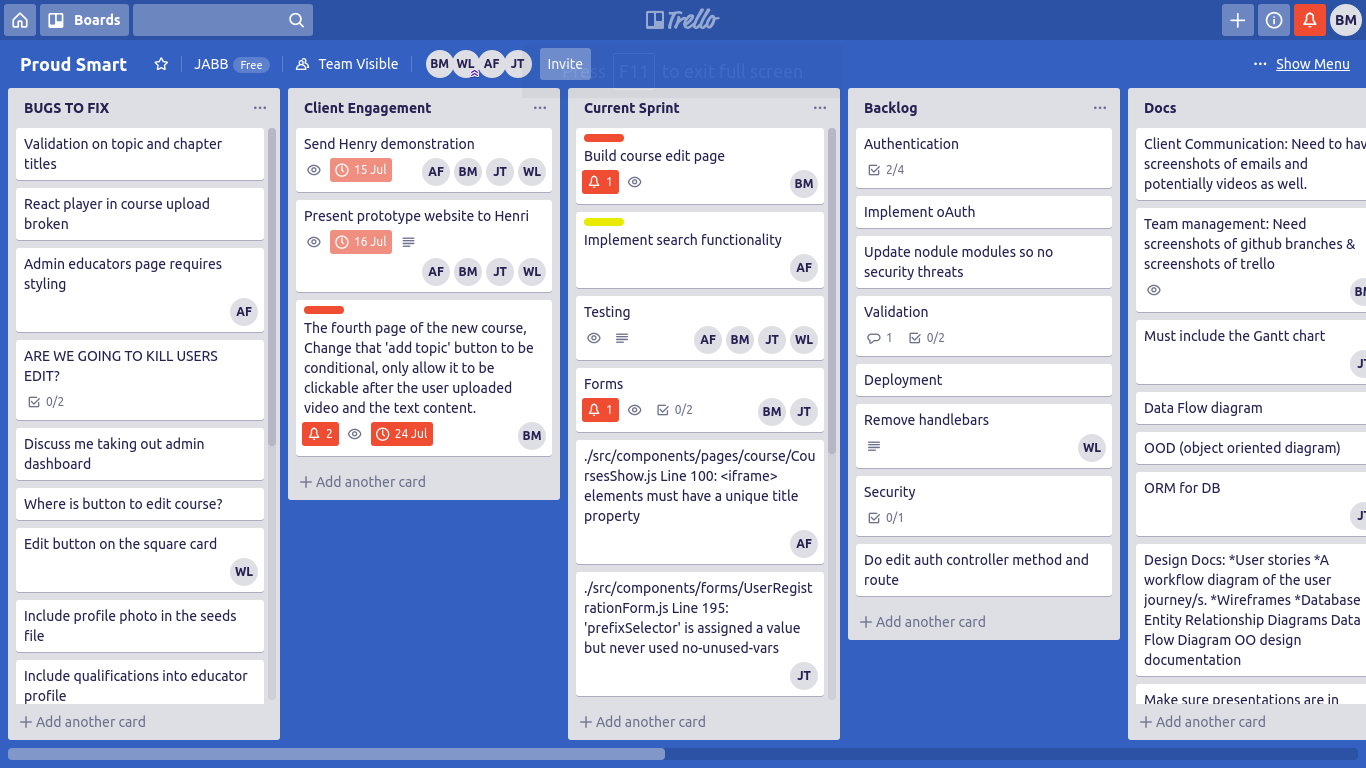 Boards
Trello
BM
Proud Smart
JABB Free
Team Visible
BM WL AF JT
Invite
Press F11 to exit full screen
Show Menu
BUGS TO FIX
Validation on topic and chapter
titles
React player in course upload
broken
Admin educators page requires
styling
AF
ARE WE GOING TO KILL USERS
EDIT?
0/2
Discuss me taking out admin
dashboard
Where is button to edit course?
Edit button on the square card
WL
Include profile photo in the seeds
file
Include qualifications into educator
profile
+ Add another card
Client Engagement
Send Henry demonstration
15 Jul
AF BM JT WL
Present prototype website to Henri
16 Jul
AF BM JT WL
The fourth page of the new course,
Change that 'add topic' button to be
conditional, only allow it to be
clickable after the user uploaded
video and the text content.
2 24 Jul
BM
+ Add another card
Current Sprint
Build course edit page
1
BM
Implement search functionality
AF
Testing
AF BM JT WL
Forms
1 0/2
BM JT
./src/components/pages/course/Cou
rsesShow.js Line 100: <iframe>
elements must have a unique title
property
AF
./src/components/forms/UserRegist
rationForm.js Line 195:
'prefixSelector' is assigned a value
but never used no-unused-vars
JT
+ Add another card
Backlog
Authentication
2/4
Implement oAuth
Update nodule modules so no
security threats
Validation
1 0/2
Deployment
Remove handlebars
WL
Security
0/1
Do edit auth controller method and
route
+ Add another card
Docs
Client Communication: Need to hav
screenshots of emails and
potentially videos as well.
Team management: Need
screenshots of github branches &
screenshots of trello
BM
Must include the Gantt chart
JT
Data Flow diagram
OOD (object oriented diagram)
ORM for DB
JT
Design Docs: *User stories *A
workflow diagram of the user
journey/s. *Wireframes *Database
Entity Relationship Diagrams Data
Flow Diagram OO design
documentation
Make sure presentations are in
+ Add another card